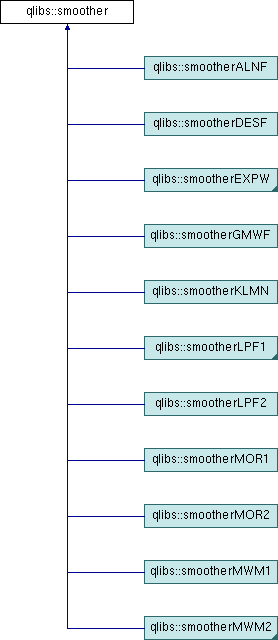 qlibs::smoother
qlibs::smootherALNF
qlibs::smootherDESF
qlibs::smootherEXPW
qlibs::smootherGMWF
qlibs::smootherKLMN
qlibs::smootherLPF1
qlibs::smootherLPF2
qlibs::smootherMOR1
qlibs::smootherMOR2
qlibs::smootherMWM1
qlibs::smootherMWM2